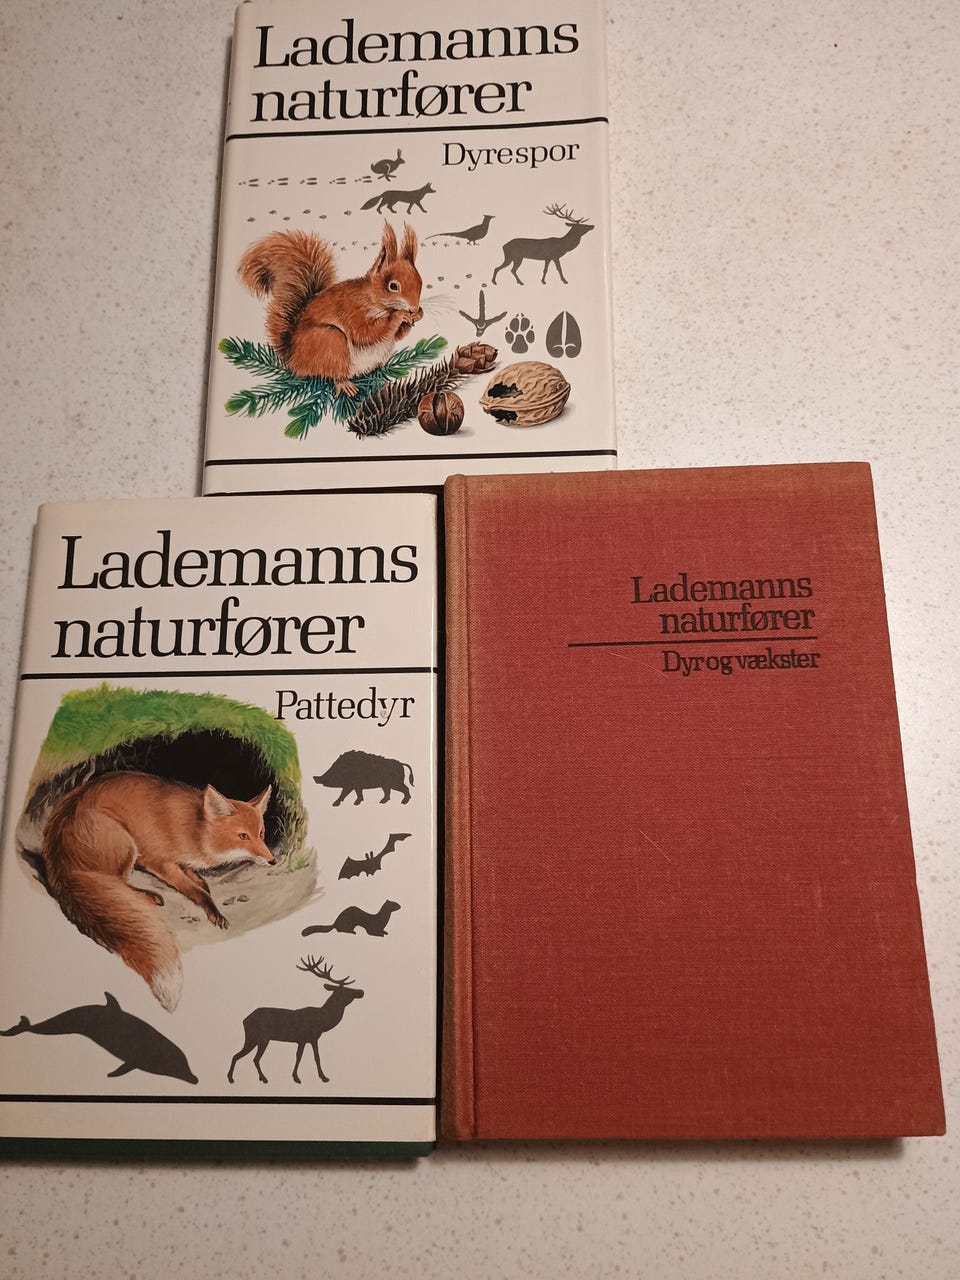 Lademanns
naturfører
Dyrespor
Lademanns
naturfører
Pattedyr
Lademanns
naturfører
Dyr og vækster